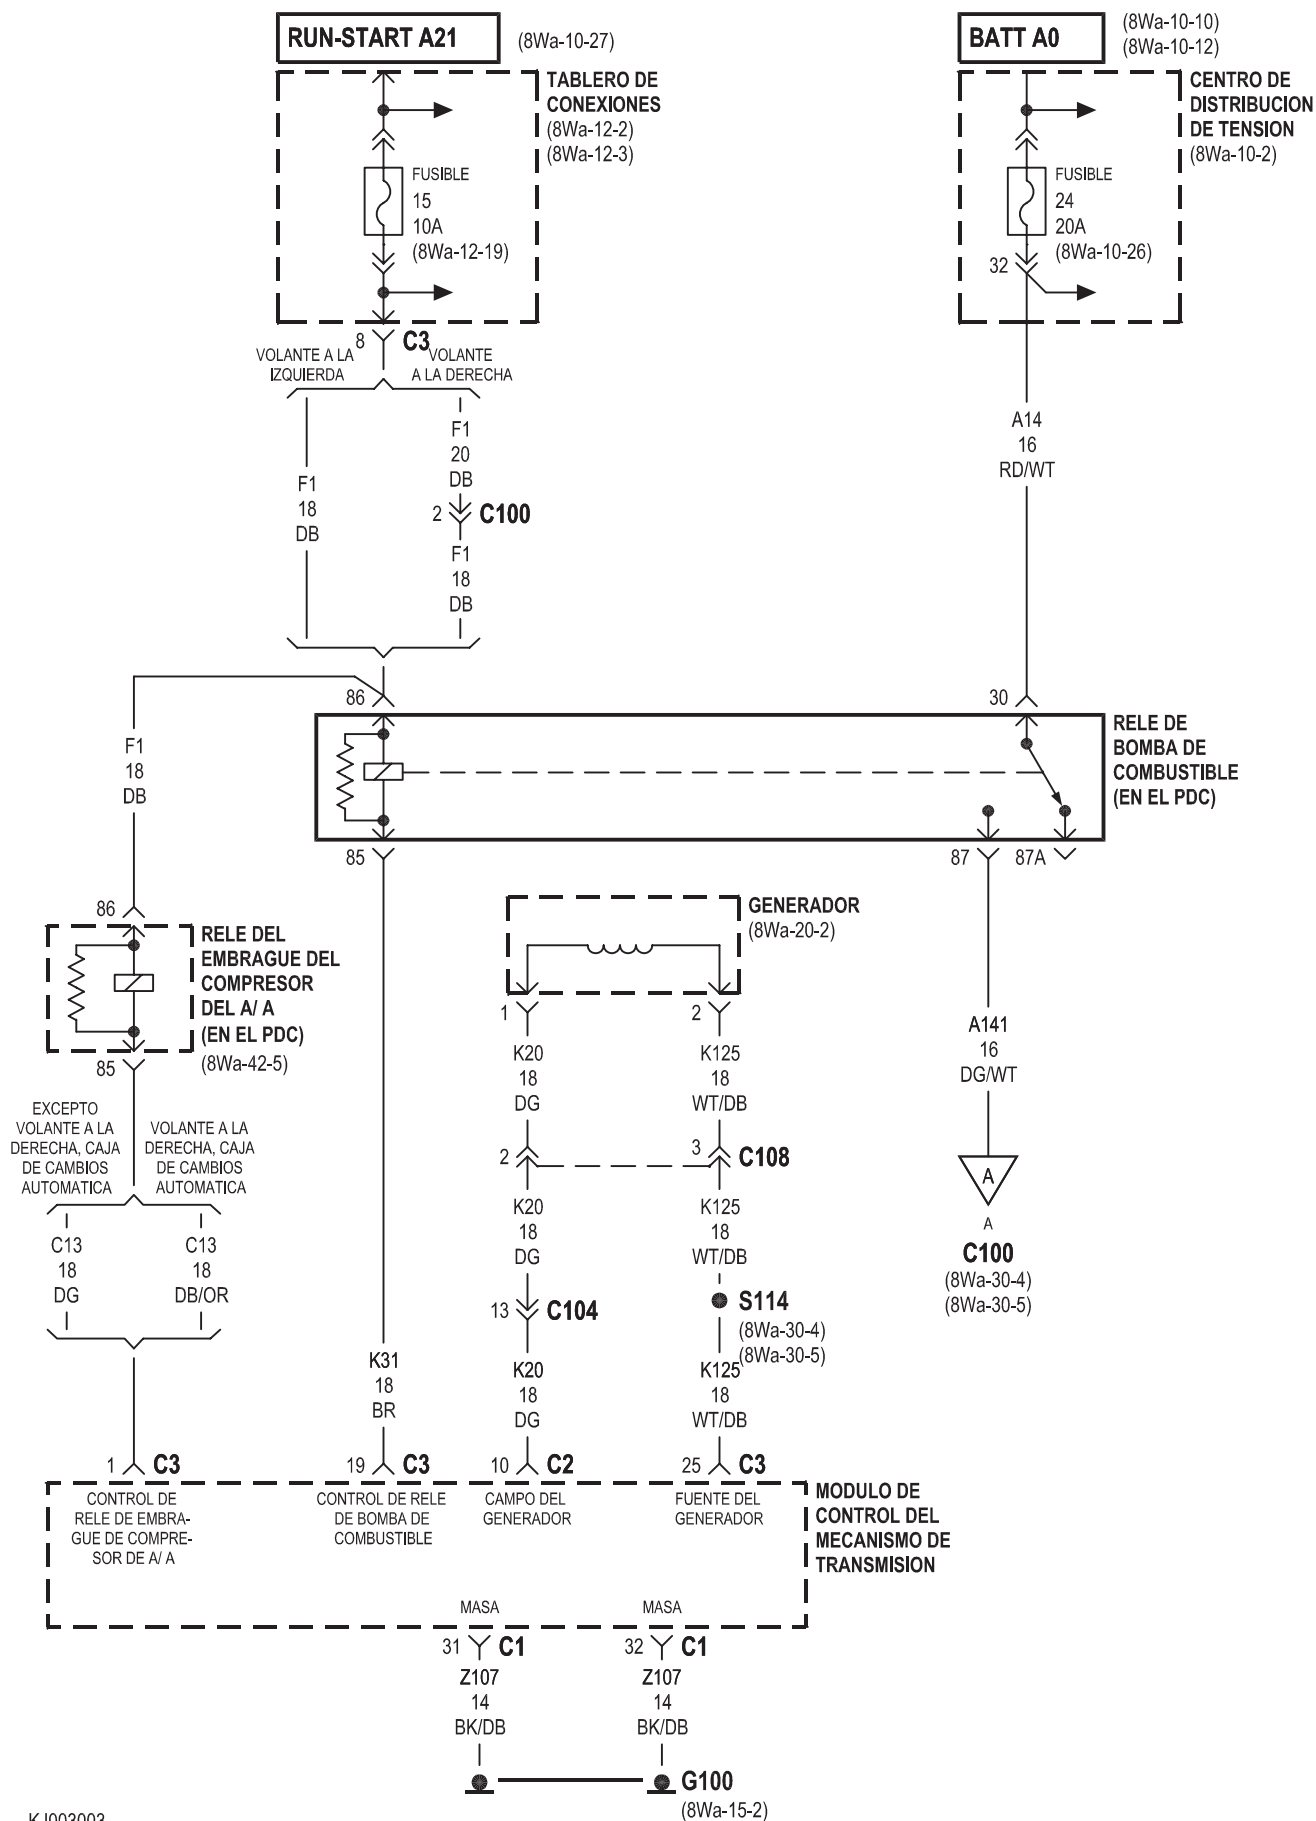 RUN-START A21
(8Wa-10-27)
BATT A0
(8Wa-10-10)
(8Wa-10-12)
TABLERO DE
CONEXIONES
(8Wa-12-2)
(8Wa-12-3)
CENTRO DE
DISTRIBUCION
DE TENSION
(8Wa-10-2)
FUSIBLE
15
10A
(8Wa-12-19)
FUSIBLE
24
20A
(8Wa-10-26)
32
8
C3
VOLANTE A LA
IZQUIERDA
VOLANTE
A LA DERECHA
F1
18
DB
F1
20
DB
2
C100
F1
18
DB
A14
16
RD/WT
86
30
RELE DE
BOMBA DE
COMBUSTIBLE
(EN EL PDC)
F1
18
DB
85
87
87A
86
RELE DEL
EMBRAGUE DEL
COMPRESOR
DEL A/ A
(EN EL PDC)
(8Wa-42-5)
85
GENERADOR
(8Wa-20-2)
1
2
K20
18
DG
K125
18
WT/DB
2
3
C108
K20
18
DG
K125
18
WT/DB
13
C104
S114
(8Wa-30-4)
(8Wa-30-5)
K20
18
DG
K125
18
WT/DB
A141
16
DG/WT
A
A
C100
(8Wa-30-4)
(8Wa-30-5)
EXCEPTO
VOLANTE A LA
DERECHA, CAJA
DE CAMBIOS
AUTOMATICA
VOLANTE A LA
DERECHA, CAJA
DE CAMBIOS
AUTOMATICA
C13
18
DG
C13
18
DB/OR
K31
18
BR
1
C3
19
C3
10
C2
25
C3
CONTROL DE
RELE DE EMBRA-
GUE DE COMPRE-
SOR DE A/ A
CONTROL DE RELE
DE BOMBA DE
COMBUSTIBLE
CAMPO DEL
GENERADOR
FUENTE DEL
GENERADOR
MODULO DE
CONTROL DEL
MECANISMO DE
TRANSMISION
MASA
MASA
31
C1
32
C1
Z107
14
BK/DB
Z107
14
BK/DB
G100
(8Wa-15-2)
KJ003003